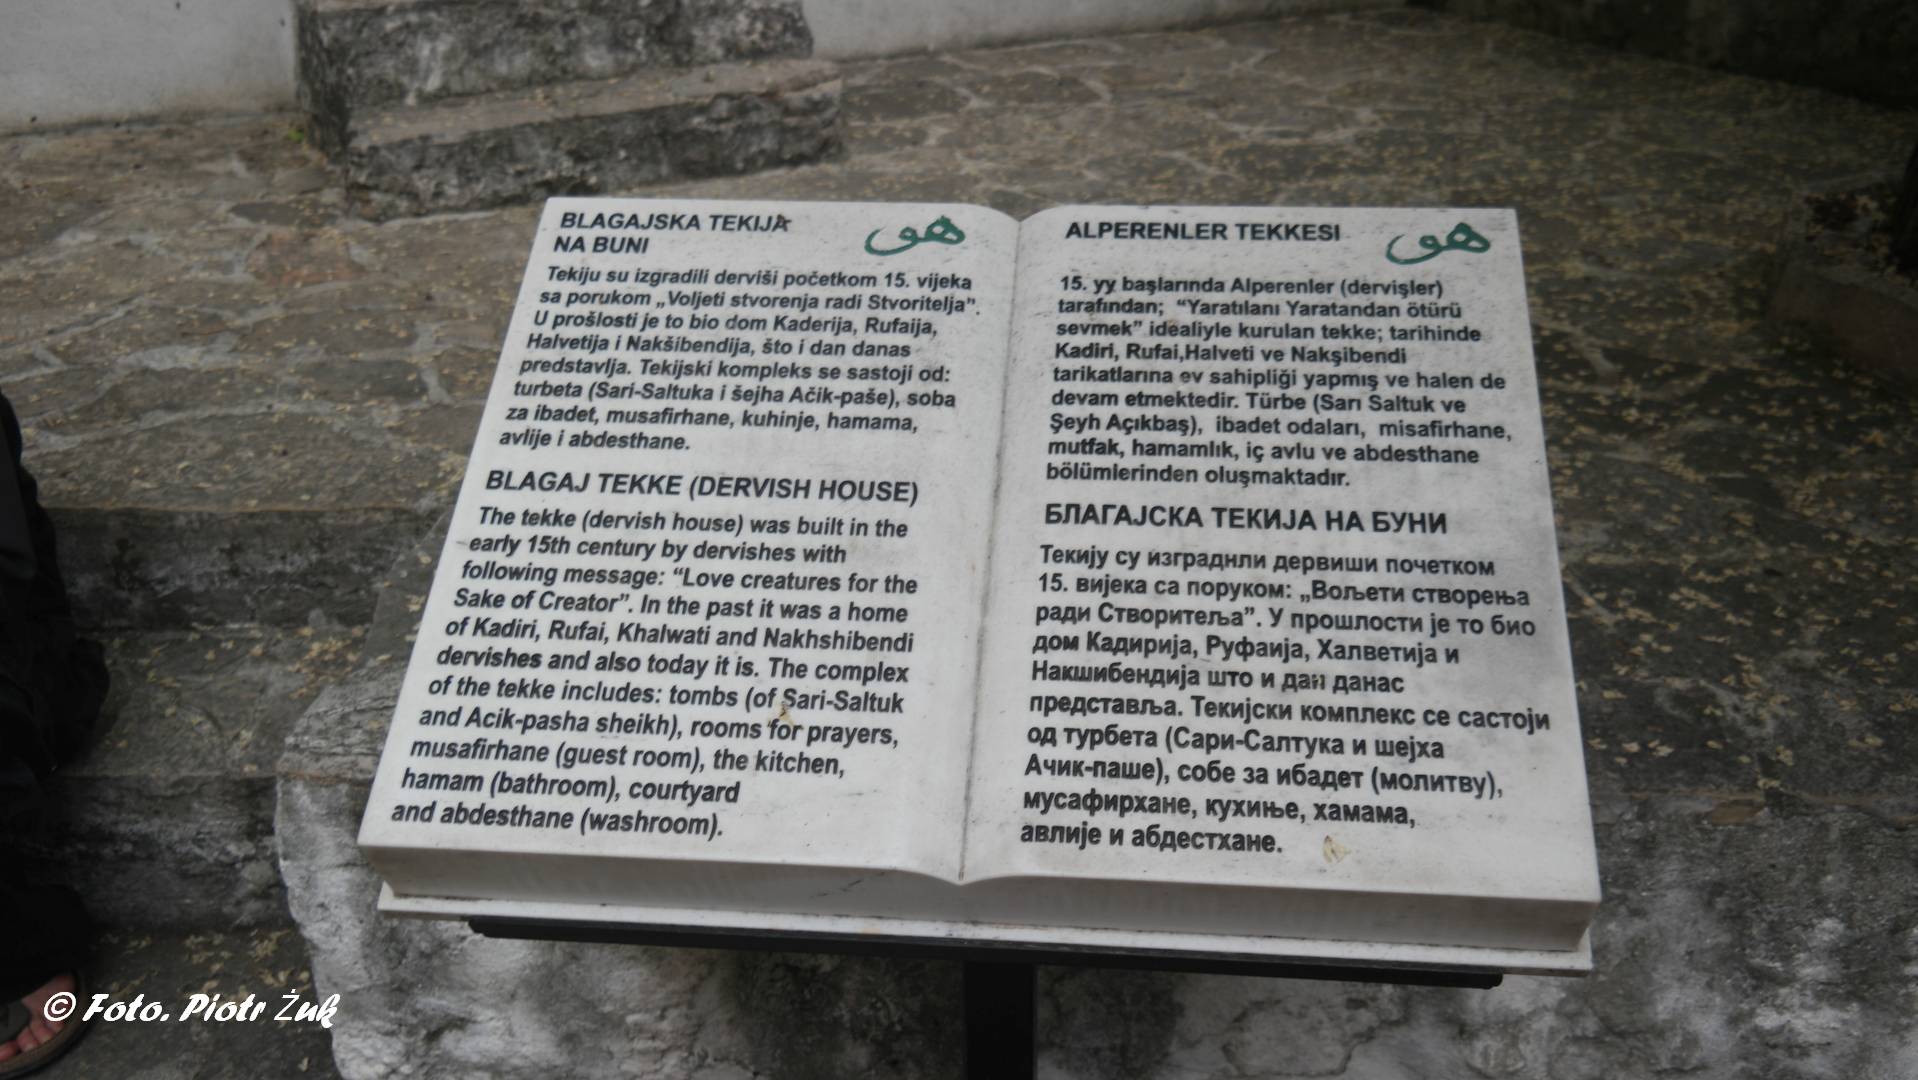 BLAGAJSKA TEKIJA
NA BUNI
هو
Tekiju su izgradili derviši početkom 15. vijeka
sa porukom „Voljeti stvorenja radi Stvoritelja”.
U prošlosti je to bio dom Kaderija, Rufaija,
Halvetija i Nakšibendija, što i dan danas
predstavlja. Tekijski kompleks se sastoji od:
turbeta (Sari-Saltuka i šejha Ačik-paše), soba
za ibadet, musafirhane, kuhinje, hamama,
avlije i abdesthane.
BLAGAJ TEKKE (DERVISH HOUSE)
The tekke (dervish house) was built in the
early 15th century by dervishes with
following message: “Love creatures for the
Sake of Creator”. In the past it was a home
of Kadiri, Rufai, Khalwati and Nakhshibendi
dervishes and also today it is. The complex
of the tekke includes: tombs (of Sari-Saltuk
and Acik-pasha sheikh), rooms for prayers,
musafirhane (guest room), the kitchen,
hamam (bathroom), courtyard
and abdesthane (washroom).
ALPERENLER TEKKESI
هو
15. yy başlarında Alperenler (dervişler)
tarafından; “Yaratılanı Yaratandan ötürü
sevmek” idealiyle kurulan tekke; tarihinde
Kadiri, Rufai,Halveti ve Nakşibendi
tarikatlarına ev sahipliği yapmış ve halen de
devam etmektedir. Türbe (Sarı Saltuk ve
Şeyh Açıkbaş), ibadet odaları, misafirhane,
mutfak, hamamlık, iç avlu ve abdesthane
bölümlerinden oluşmaktadır.
БЛАГАЈСКА ТЕКИЈА НА БУНИ
Текију су изграднли дервиши почетком
15. вијека са поруком: „Вољети створења
ради Створитеља”. У прошлости је то био
дом Кадирија, Руфаија, Халветија и
Накшибендија што и дан данас
представља. Текијски комплекс се састоји
од турбета (Сари-Салтука и шејха
Ачик-паше), собе за ибадет (молитву),
мусафирхане, кухиње, хамама,
авлије и абдестхане.
© Foto. Piotr Żuk